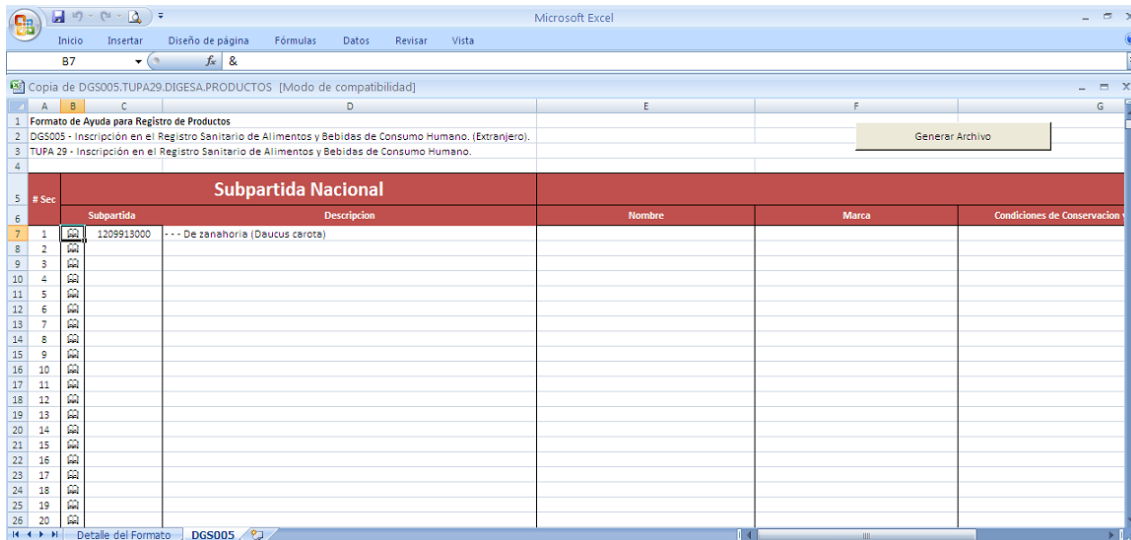 Microsoft Excel
Inicio Insertar Diseño de página Fórmulas Datos Revisar Vista
B7 fx &
Copia de DGS005.TUPA29.DIGESA.PRODUCTOS [Modo de compatibilidad]
A B C D E F G
1 Formato de Ayuda para Registro de Productos
2 DGS005 - Inscripción en el Registro Sanitario de Alimentos y Bebidas de Consumo Humano. (Extranjero).
Generar Archivo
3 TUPA 29 - Inscripción en el Registro Sanitario de Alimentos y Bebidas de Consumo Humano.
4
5 # Sec Subpartida Nacional
6 Subpartida Descripcion Nombre Marca Condiciones de Conservacion
7 1 1209913000 - - - De zanahoria (Daucus carota)
8 2
9 3
10 4
11 5
12 6
13 7
14 8
15 9
16 10
17 11
18 12
19 13
20 14
21 15
22 16
23 17
24 18
25 19
26 20
Detalle del Formato DGS005